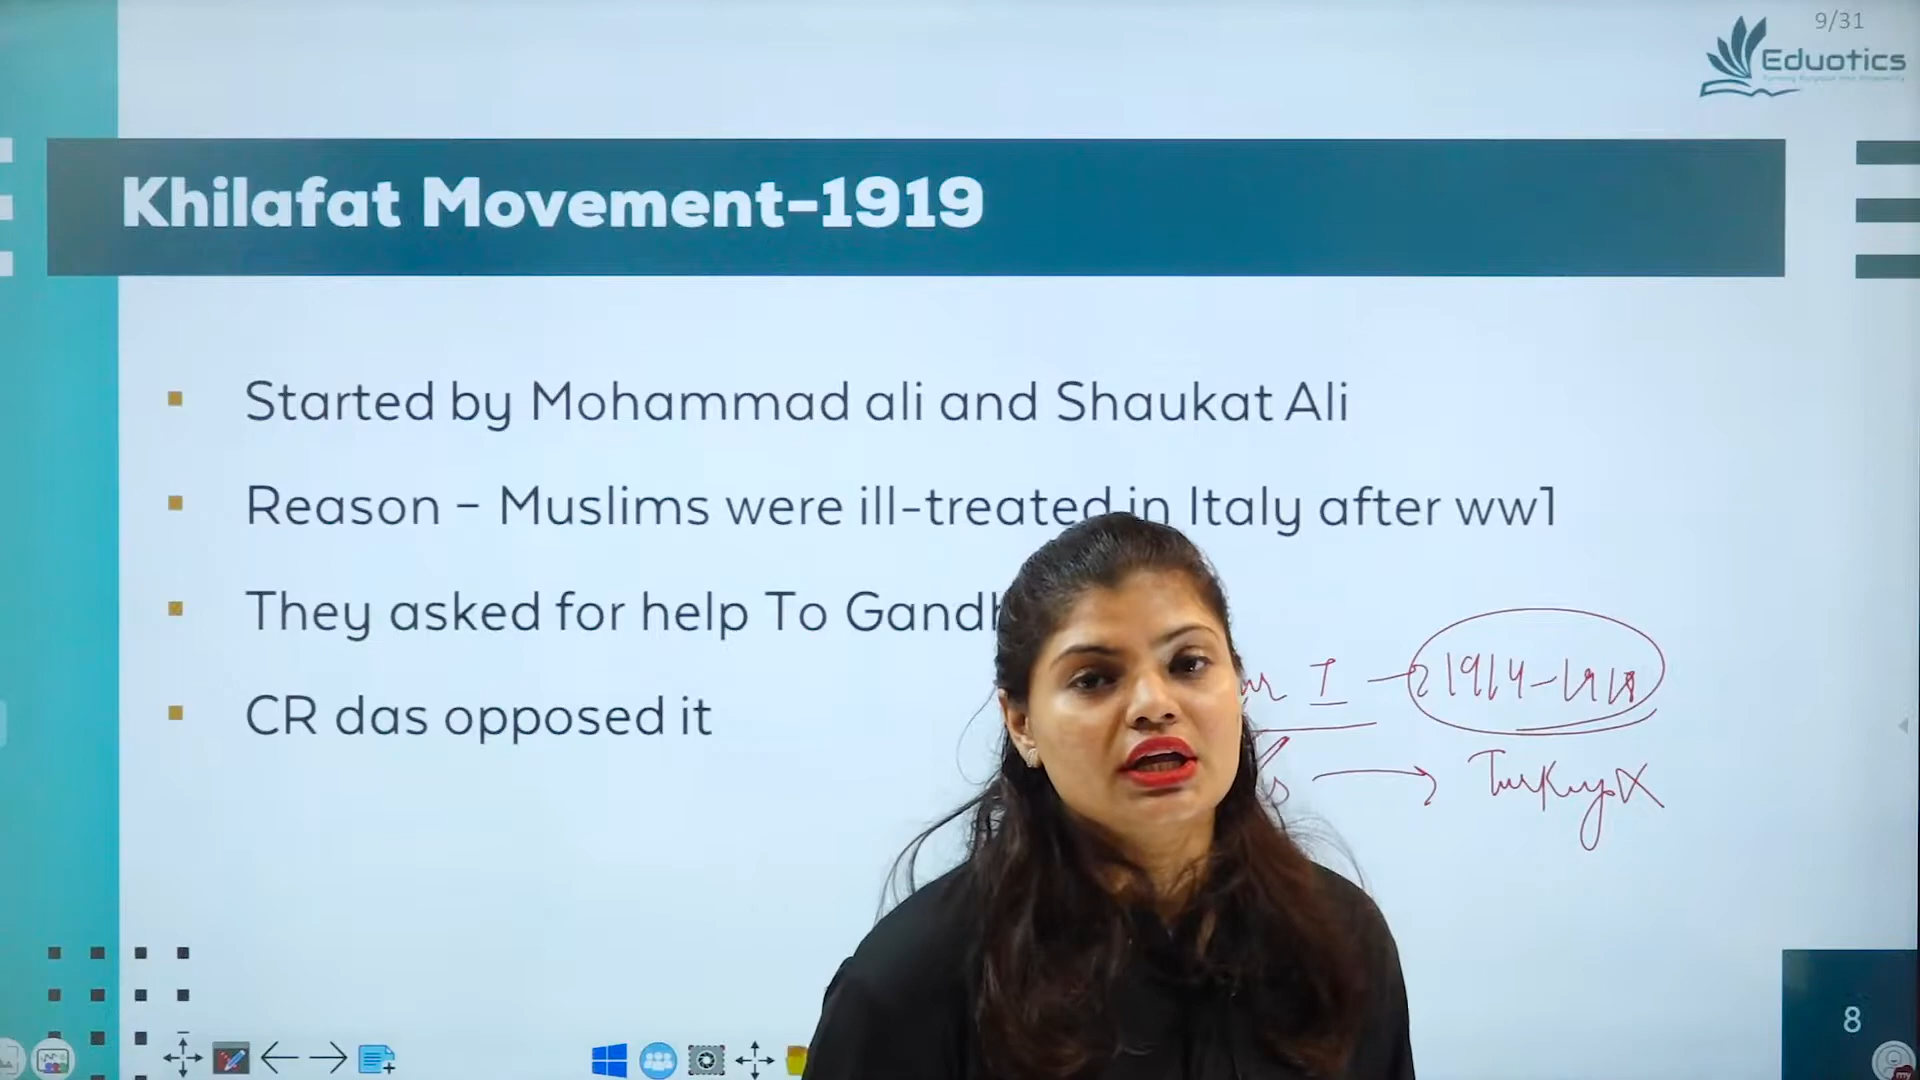 9/31
Eduotics
Khilafat Movement-1919
Started by Mohammad ali and Shaukat Ali
Reason – Muslims were ill-treated in Italy after ww1
They asked for help To Gandh
CR das opposed it
I → 1914-1918
→ Turkey X
8